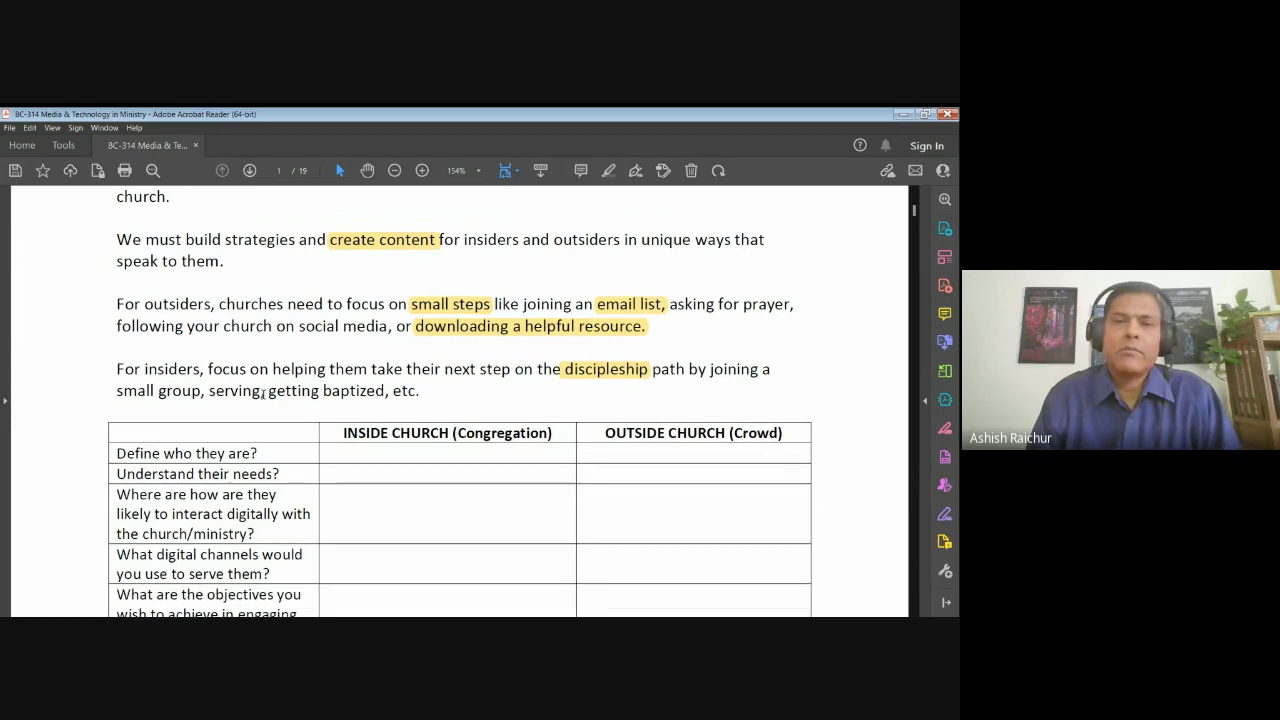 BC-314 Media & Technology in Ministry - Adobe Acrobat Reader (64-bit)
File Edit View Sign Window Help
Home Tools BC-314 Media & Te... × Sign In
1 / 19 154%
church.
We must build strategies and create content for insiders and outsiders in unique ways that
speak to them.
For outsiders, churches need to focus on small steps like joining an email list, asking for prayer,
following your church on social media, or downloading a helpful resource.
For insiders, focus on helping them take their next step on the discipleship path by joining a
small group, serving, getting baptized, etc.
INSIDE CHURCH (Congregation) OUTSIDE CHURCH (Crowd)
Define who they are?
Understand their needs?
Where are how are they
likely to interact digitally with
the church/ministry?
What digital channels would
you use to serve them?
What are the objectives you
wish to achieve in engaging
Ashish Raichur